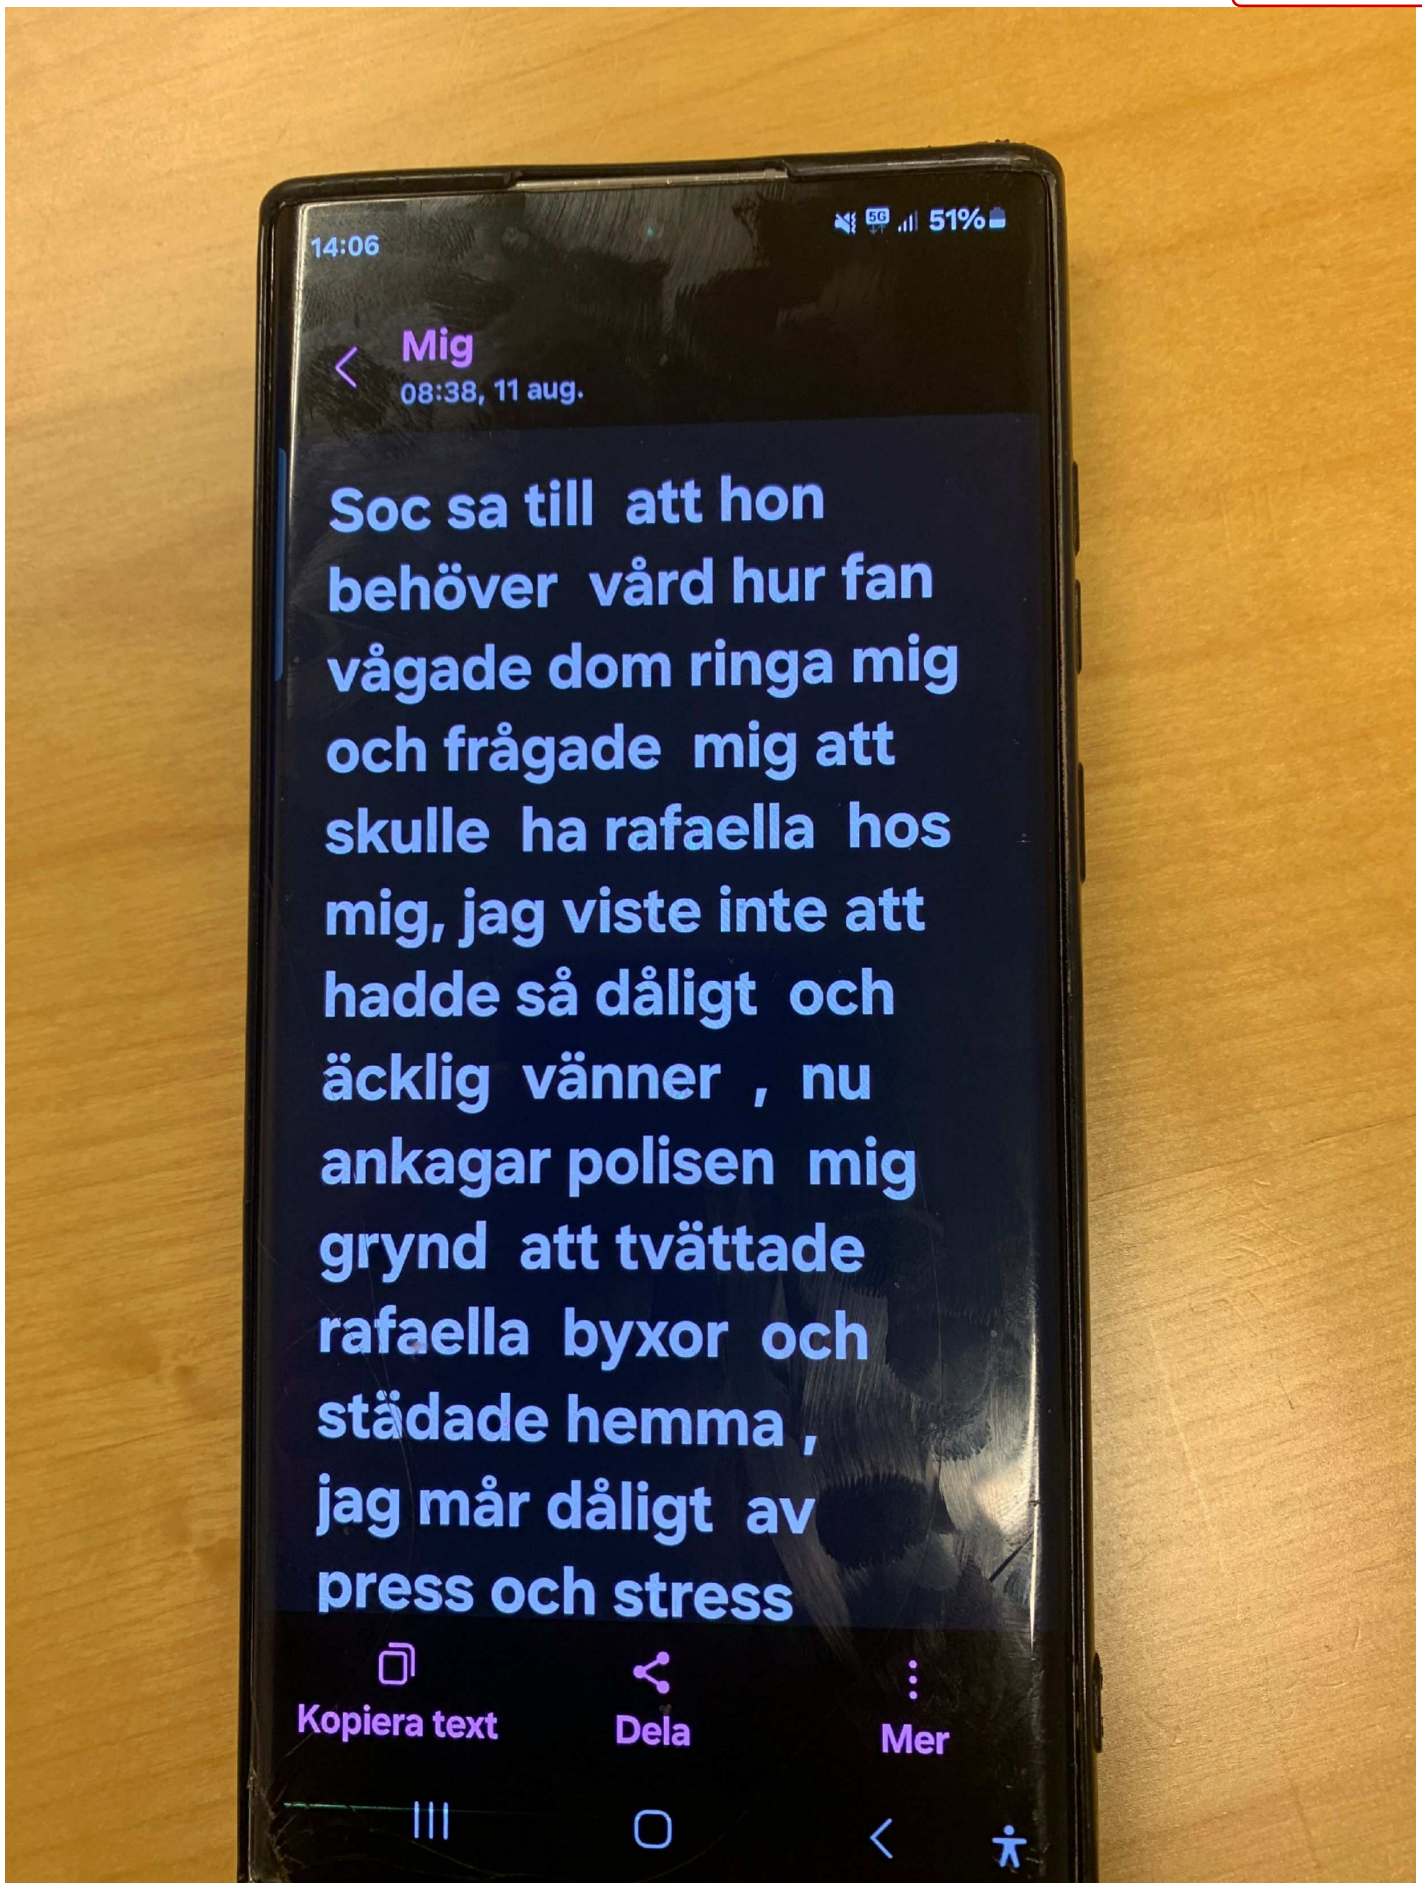 14:06
5G 51%
Mig
08:38, 11 aug.
Soc sa till att hon
behöver vård hur fan
vågade dom ringa mig
och frågade mig att
skulle ha rafaella hos
mig, jag viste inte att
hadde så dåligt och
äcklig vänner , nu
ankagar polisen mig
grynd att tvättade
rafaella byxor och
städade hemma ,
jag mår dåligt av
press och stress
Kopiera text Dela Mer